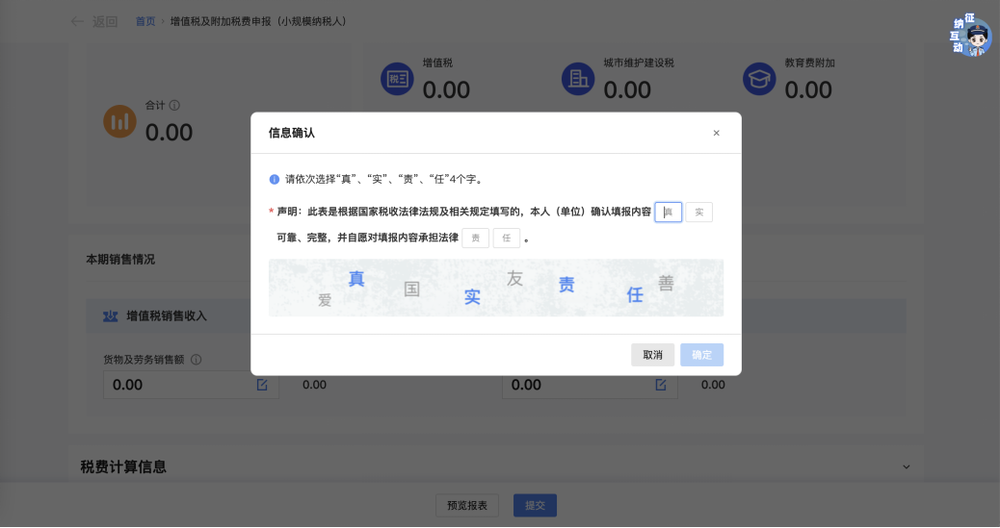 返回 首页 增值税及附加税费申报（小规模纳税人）
征纳互动
合计
0.00
税
增值税
0.00
城市维护建设税
0.00
教育费附加
0.00
信息确认
×
请依次选择“真”、“实”、“责”、“任”4个字。
* 声明：此表是根据国家税收法律法规及相关规定填写的，本人（单位）确认填报内容 真 实
可靠、完整，并自愿对填报内容承担法律 责 任 。
爱 真 国 实 友 责 任 善
取消 确定
本期销售情况
增值税销售收入
货物及劳务销售额
0.00 0.00 0.00 0.00
税费计算信息
预览报表 提交